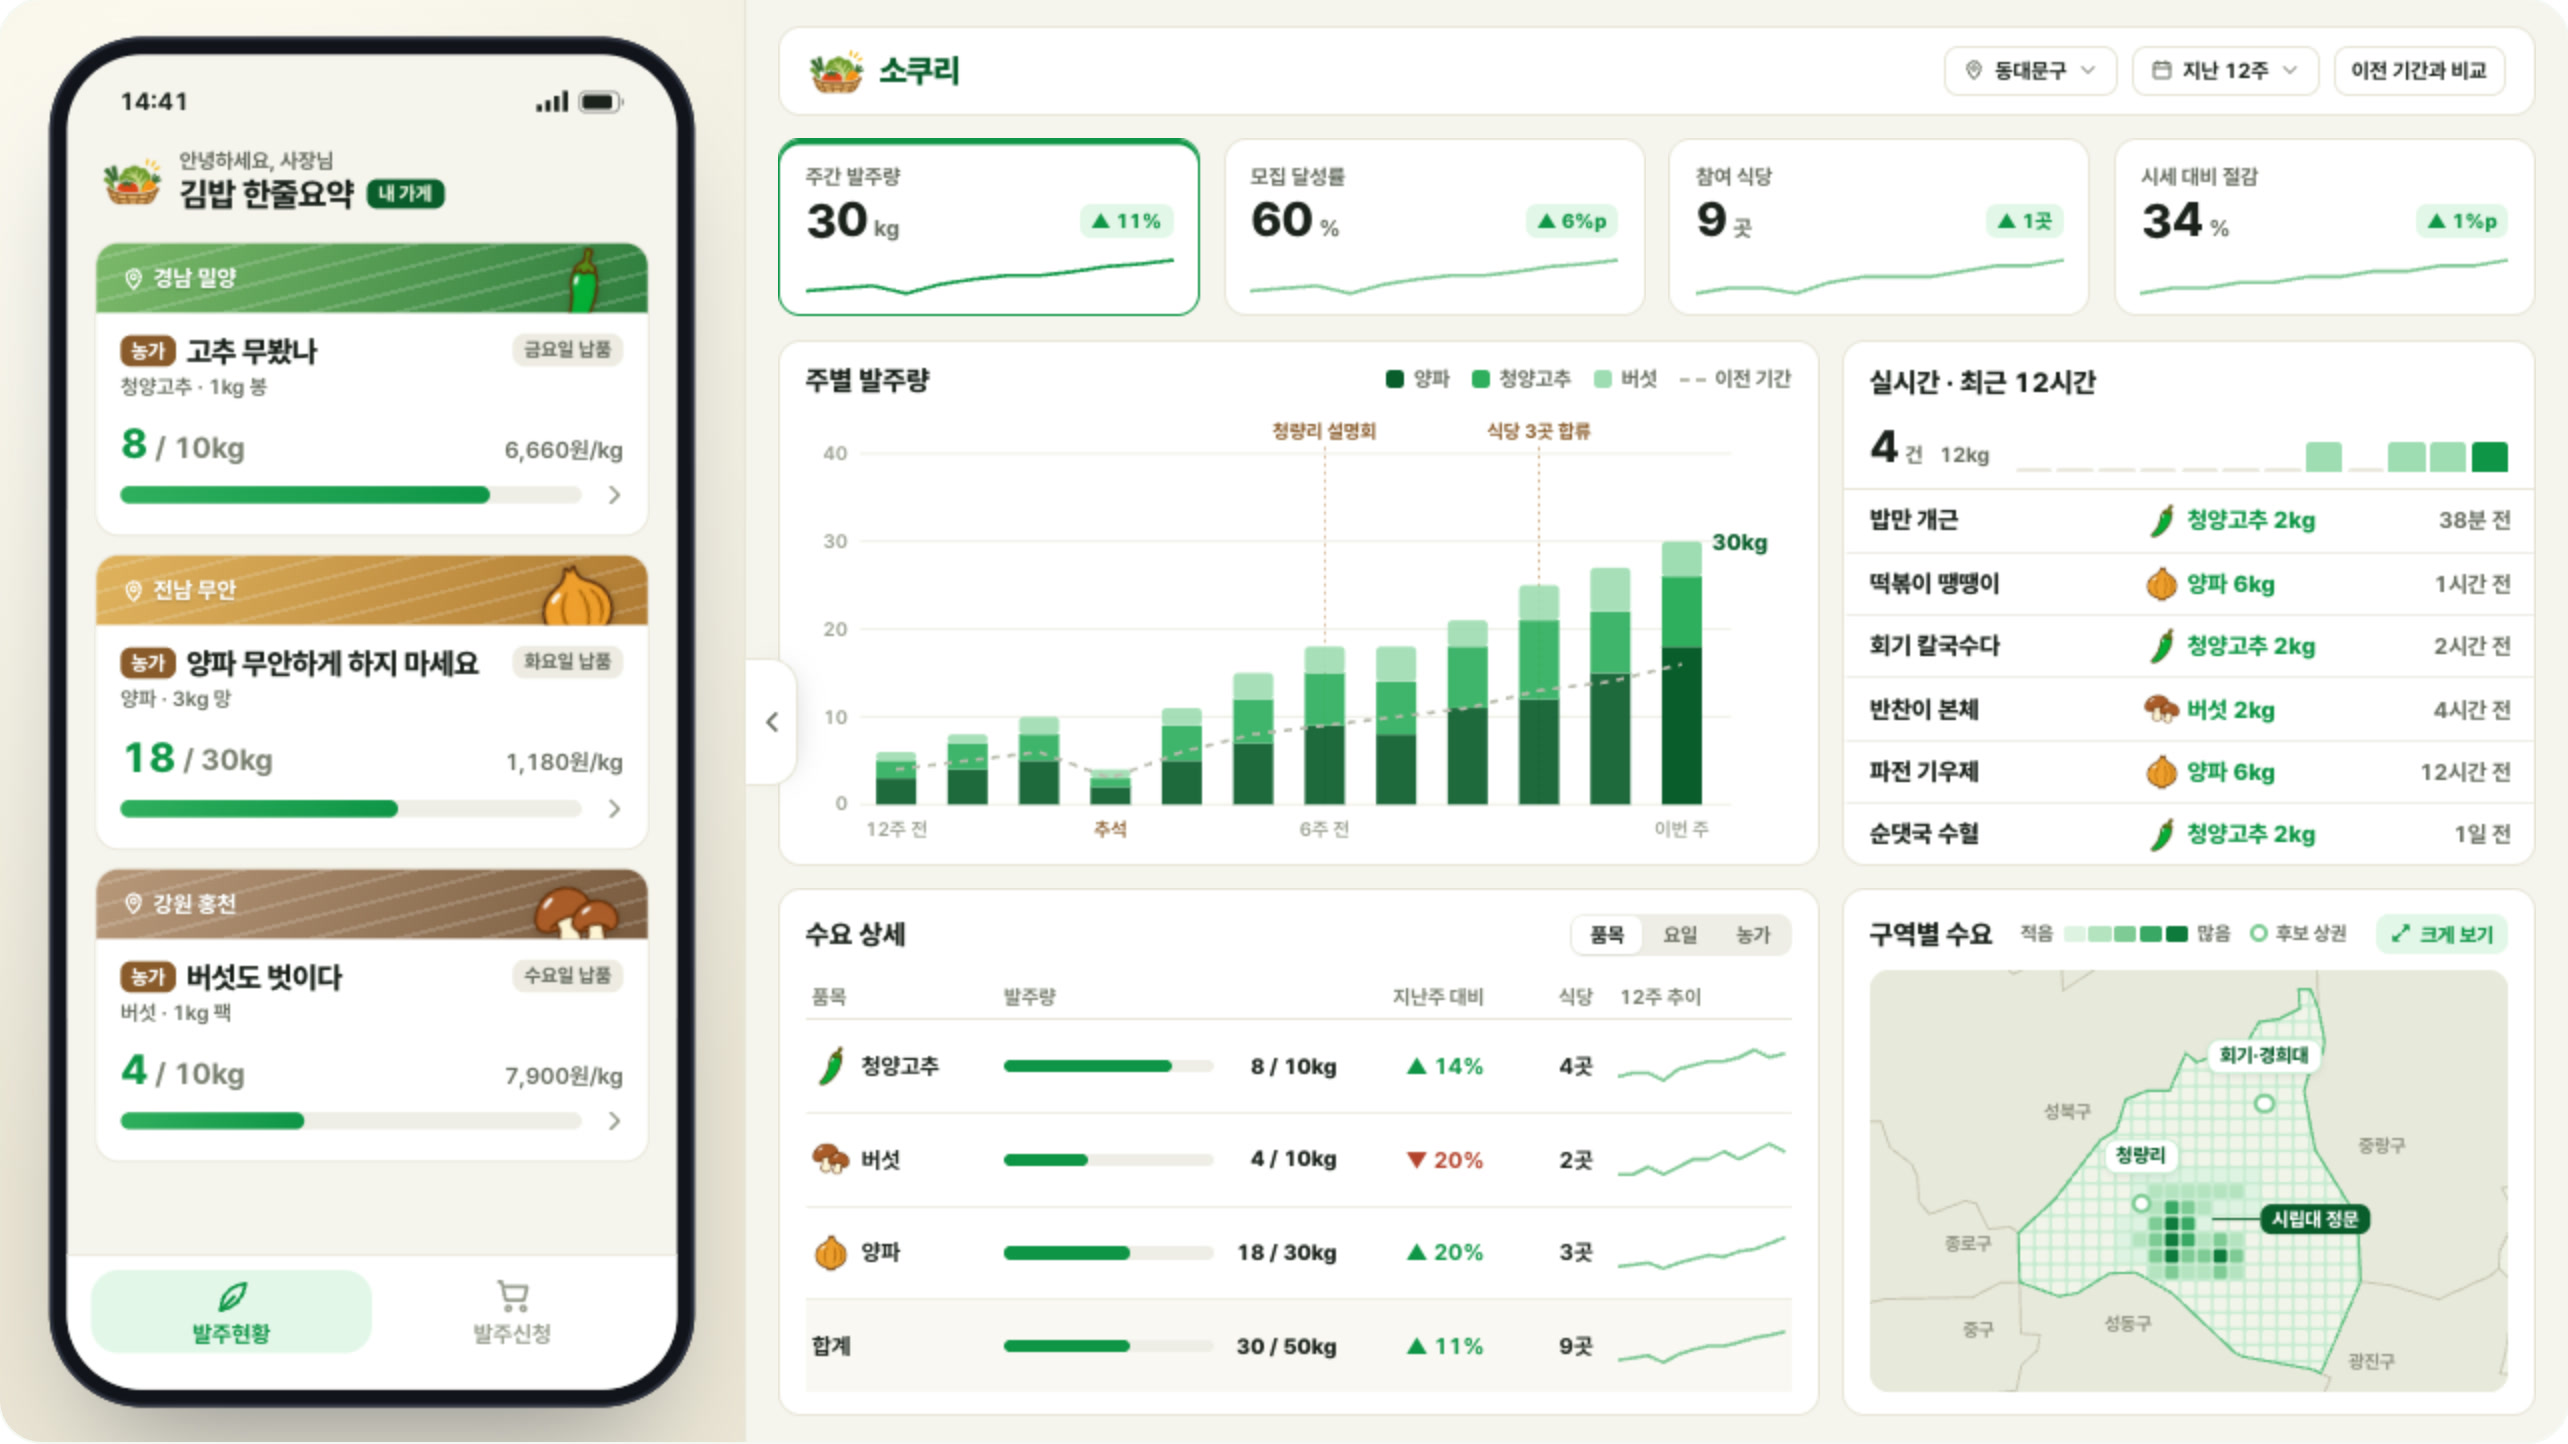 14:41
안녕하세요, 사장님
김밥 한줄요약 내 가게
경남 밀양
농가 고추 무봤나 금요일 납품
청양고추 · 1kg 봉
8 / 10kg 6,660원/kg
전남 무안
농가 양파 무안하게 하지 마세요 화요일 납품
양파 · 3kg 망
18 / 30kg 1,180원/kg
강원 홍천
농가 버섯도 벗이다 수요일 납품
버섯 · 1kg 팩
4 / 10kg 7,900원/kg
발주현황 발주신청
소쿠리 동대문구 지난 12주 이전 기간과 비교
주간 발주량
30 kg ▲ 11%
모집 달성률
60 % ▲ 6%p
참여 식당
9 곳 ▲ 1곳
시세 대비 절감
34 % ▲ 1%p
주별 발주량 양파 청양고추 버섯 이전 기간
청량리 설명회 식당 3곳 합류
40
30 30kg
20
10
0
12주 전 추석 6주 전 이번 주
실시간 · 최근 12시간
4 건 12kg
밥만 개근 청양고추 2kg 38분 전
떡볶이 땡땡이 양파 6kg 1시간 전
회기 칼국수다 청양고추 2kg 2시간 전
반찬이 본체 버섯 2kg 4시간 전
파전 기우제 양파 6kg 12시간 전
순댓국 수혈 청양고추 2kg 1일 전
수요 상세 품목 요일 농가
품목 발주량 지난주 대비 식당 12주 추이
청양고추 8 / 10kg ▲ 14% 4곳
버섯 4 / 10kg ▼ 20% 2곳
양파 18 / 30kg ▲ 20% 3곳
합계 30 / 50kg ▲ 11% 9곳
구역별 수요 적음 많음 후보 상권 크게 보기
회기·경희대
성북구
중랑구
청량리
시립대 정문
종로구
중구
성동구
광진구